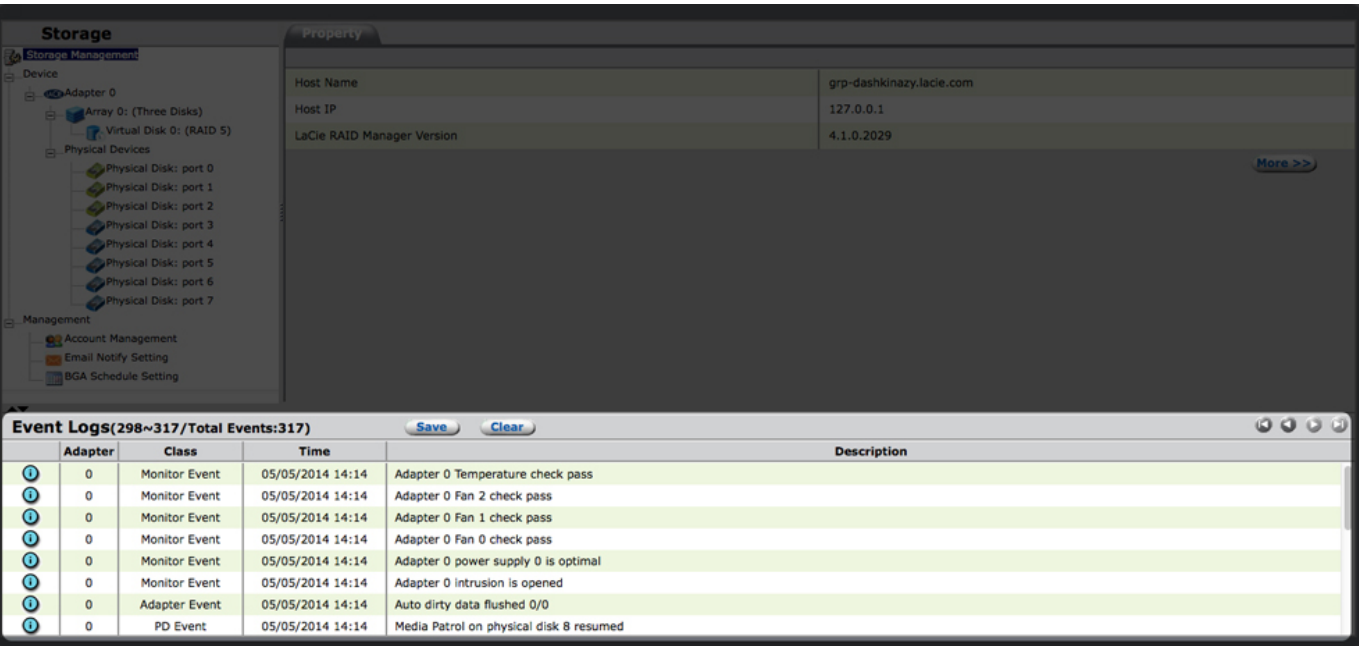 Storage
Property
Storage Management
Device
Adapter 0
Array 0: (Three Disks)
Virtual Disk 0: (RAID 5)
Physical Devices
Physical Disk: port 0
Physical Disk: port 1
Physical Disk: port 2
Physical Disk: port 3
Physical Disk: port 4
Physical Disk: port 5
Physical Disk: port 6
Physical Disk: port 7
Management
Account Management
Email Notify Setting
BGA Schedule Setting
Host Name grp-dashkinazy.lacie.com
Host IP 127.0.0.1
LaCie RAID Manager Version 4.1.0.2029
More >>
Event Logs(298~317/Total Events:317) Save Clear
Adapter Class Time Description
0 Monitor Event 05/05/2014 14:14 Adapter 0 Temperature check pass
0 Monitor Event 05/05/2014 14:14 Adapter 0 Fan 2 check pass
0 Monitor Event 05/05/2014 14:14 Adapter 0 Fan 1 check pass
0 Monitor Event 05/05/2014 14:14 Adapter 0 Fan 0 check pass
0 Monitor Event 05/05/2014 14:14 Adapter 0 power supply 0 is optimal
0 Monitor Event 05/05/2014 14:14 Adapter 0 intrusion is opened
0 Adapter Event 05/05/2014 14:14 Auto dirty data flushed 0/0
0 PD Event 05/05/2014 14:14 Media Patrol on physical disk 8 resumed